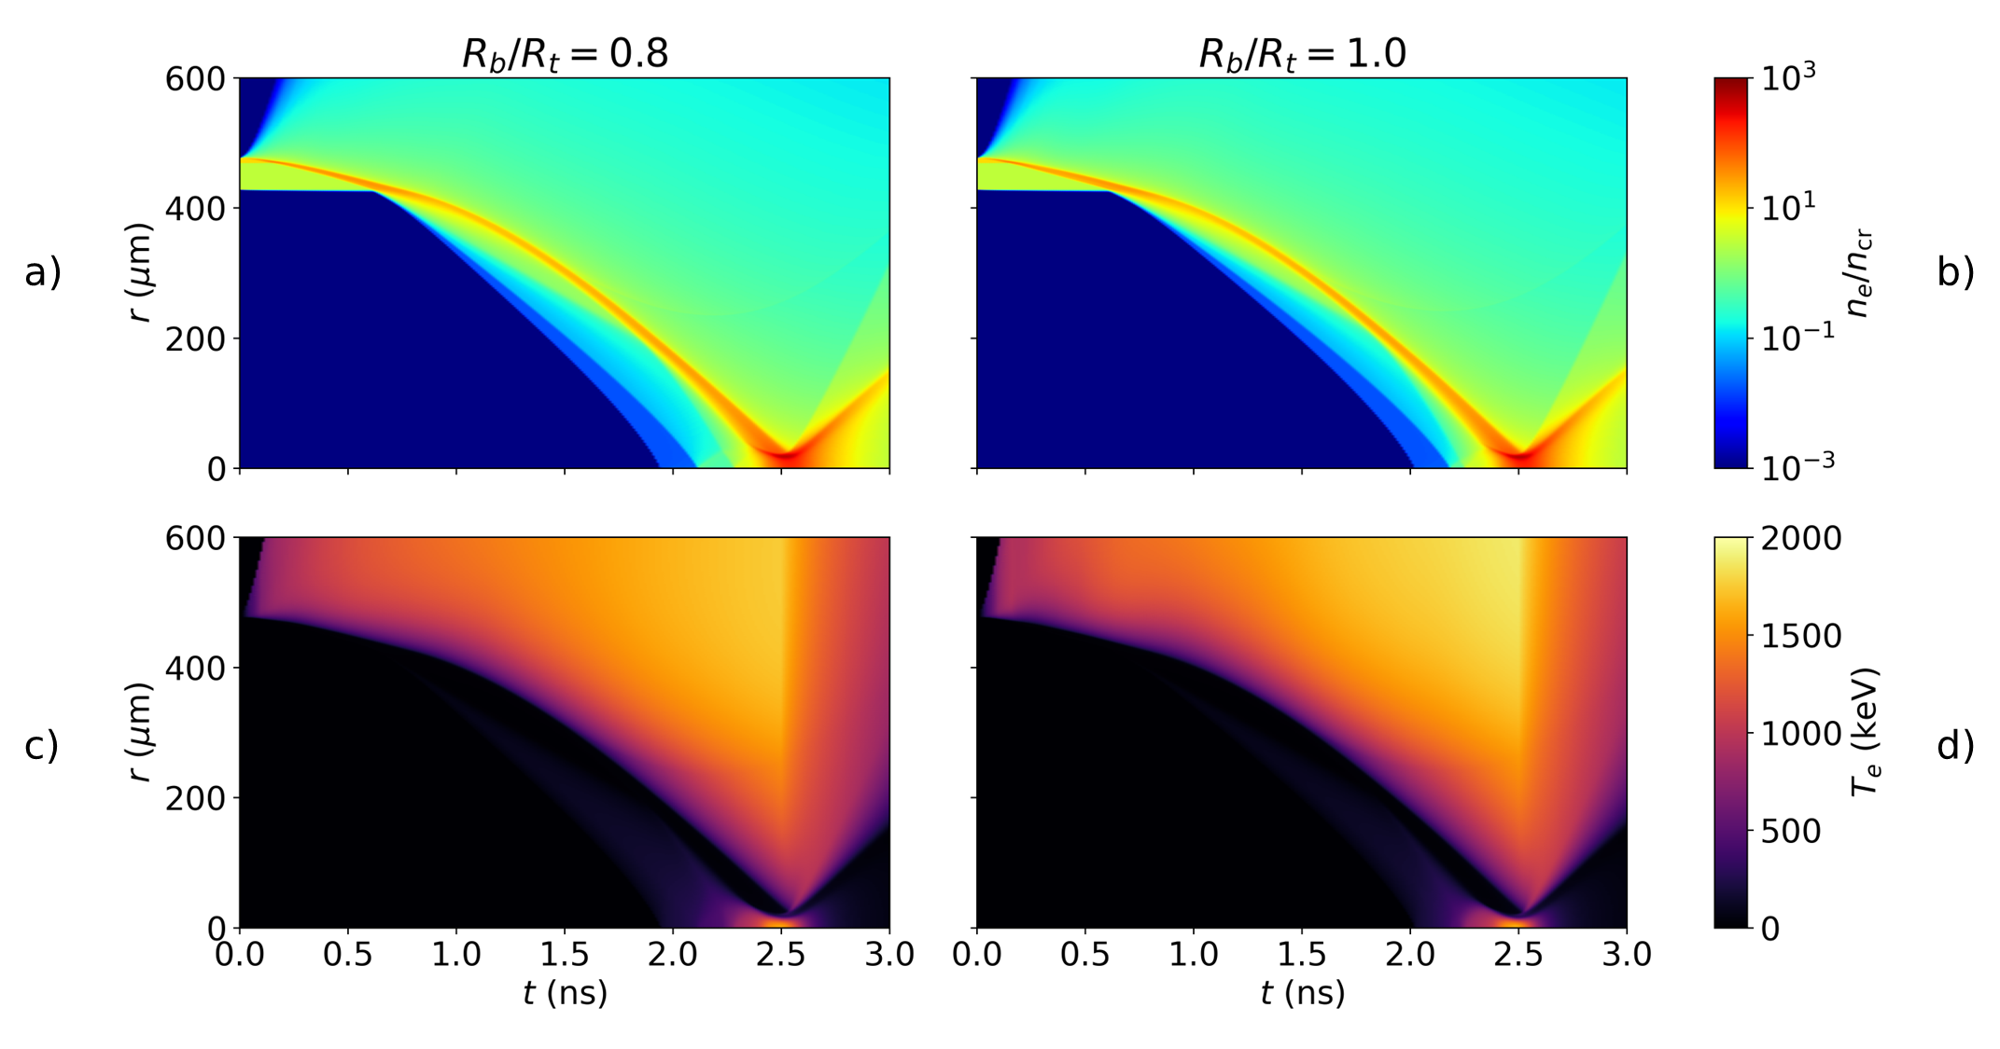 R_b/R_t = 0.8
R_b/R_t = 1.0
600
400
200
0
r (μm)
a)
b)
10^3
10^1
10^{-1}
10^{-3}
n_e/n_cr
600
400
200
0
r (μm)
c)
d)
2000
1500
1000
500
0
T_e (keV)
0.0 0.5 1.0 1.5 2.0 2.5 3.0
0.0 0.5 1.0 1.5 2.0 2.5 3.0
t (ns)
t (ns)